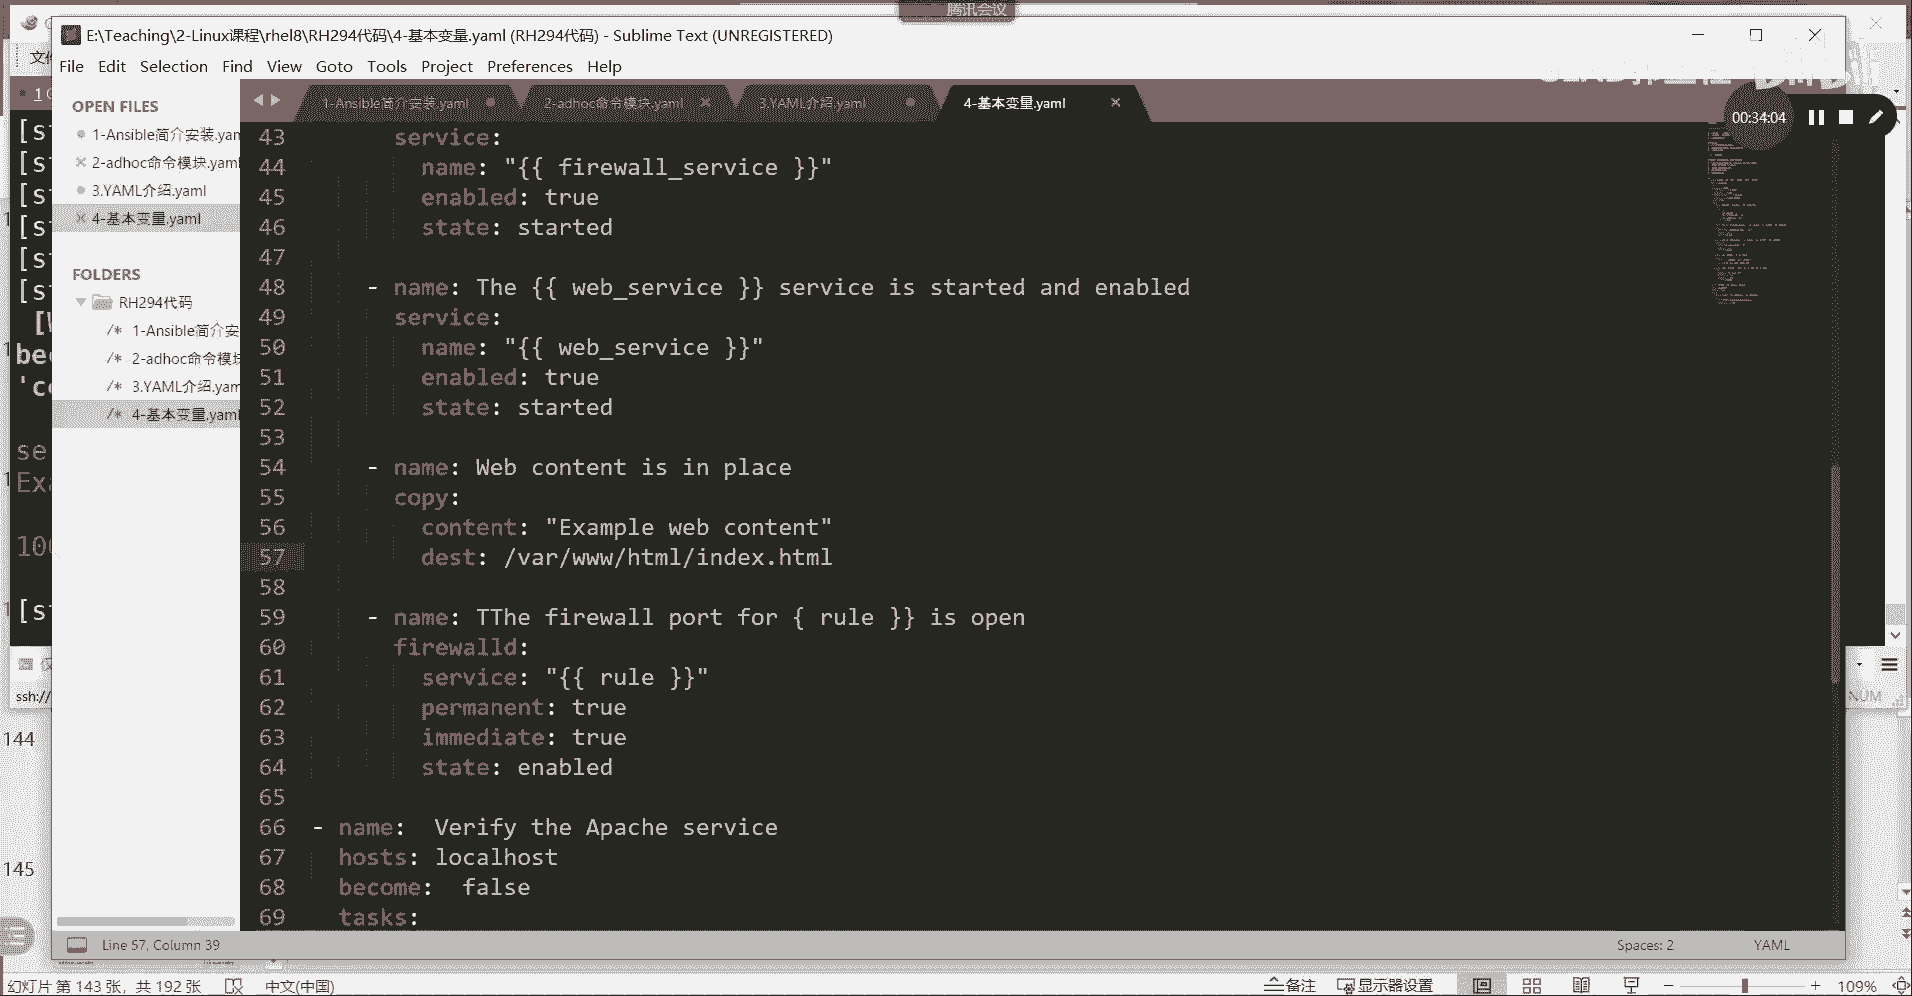 腾讯会议
E:\Teaching\2-Linux课程\rhel8\RH294代码\4-基本变量.yaml (RH294代码) - Sublime Text (UNREGISTERED)
File Edit Selection Find View Goto Tools Project Preferences Help
OPEN FILES
1-Ansible简介安装.yam
2-adhoc命令模块.yaml
3.YAML介绍.yaml
4-基本变量.yaml
FOLDERS
RH294代码
/* 1-Ansible简介安
/* 2-adhoc命令模块
/* 3.YAML介绍.yam
/* 4-基本变量.yaml
1-Ansible简介安装.yaml 2-adhoc命令模块.yaml 3.YAML介绍.yaml 4-基本变量.yaml
00:34:04
43 service:
44 name: "{{ firewall_service }}"
45 enabled: true
46 state: started
47
48 - name: The {{ web_service }} service is started and enabled
49 service:
50 name: "{{ web_service }}"
51 enabled: true
52 state: started
53
54 - name: Web content is in place
55 copy:
56 content: "Example web content"
57 dest: /var/www/html/index.html
58
59 - name: TThe firewall port for { rule }} is open
60 firewalld:
61 service: "{{ rule }}"
62 permanent: true
63 immediate: true
64 state: enabled
65
66 - name:  Verify the Apache service
67 hosts: localhost
68 become:  false
69 tasks:
Line 57, Column 39 Spaces: 2 YAML
ssh://
NUM
144
145
幻灯片 第 143 张，共 192 张 中文(中国) 备注 显示器设置 109%